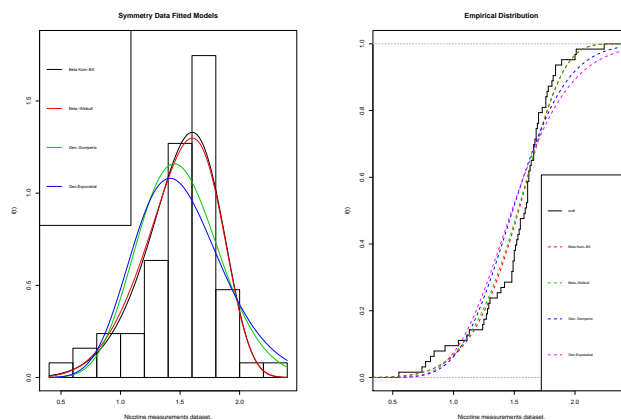 Symmetry Data Fitted Models
f(t)
0.0
0.5
1.0
1.5
Beta-Kum-BII
Beta-Weibull
Gen. Gompertz
Gen.Exponential
0.5
1.0
1.5
2.0
Nicotine measurements dataset.
Empirical Distribution
f(t)
0.0
0.2
0.4
0.6
0.8
1.0
Beta-Kum-BII
Beta-Weibull
Gen. Gompertz
Gen.Exponential
0.5
1.0
1.5
2.0
Nicotine measurements dataset.